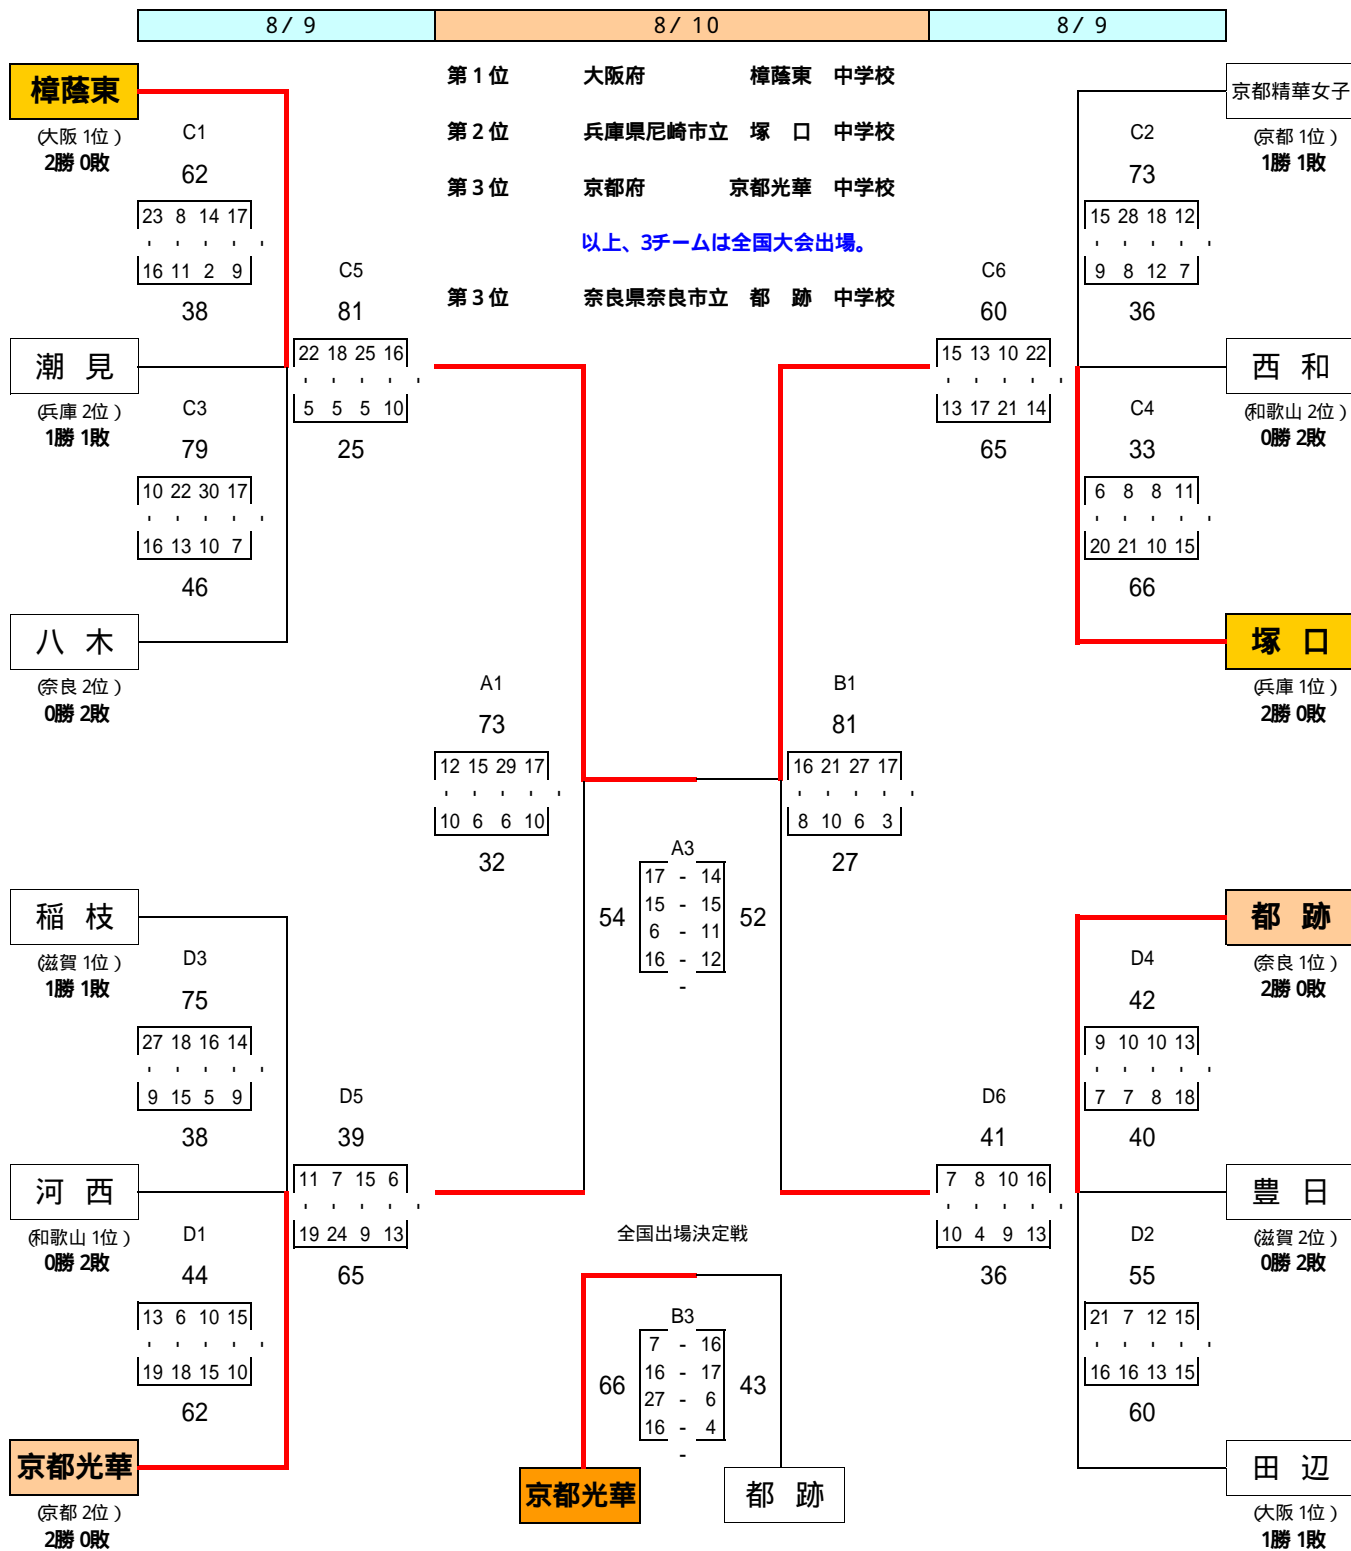 8/ 9
8/ 10
8/ 9
第1位 大阪府 樟蔭東 中学校
第2位 兵庫県尼崎市立 塚 口 中学校
第3位 京都府 京都光華 中学校
以上、3チームは全国大会出場。
第3位 奈良県奈良市立 都 跡 中学校
樟蔭東
(大阪 1位)
2勝 0敗
C1
62
23 8 14 17
- - - - -
16 11 2 9
38
潮 見
(兵庫 2位)
1勝 1敗
C3
79
10 22 30 17
- - - - -
16 13 10 7
46
八 木
(奈良 2位)
0勝 2敗
C5
81
22 18 25 16
- - - - -
5 5 5 10
25
稲 枝
(滋賀 1位)
1勝 1敗
D3
75
27 18 16 14
- - - - -
9 15 5 9
38
河 西
(和歌山 1位)
0勝 2敗
D1
44
13 6 10 15
- - - - -
19 18 15 10
62
京都光華
(京都 2位)
2勝 0敗
D5
39
11 7 15 6
- - - - -
19 24 9 13
65
A1
73
12 15 29 17
- - - - -
10 6 6 10
32
A3
54
17 - 14
15 - 15
6 - 11
16 - 12
-
52
B1
81
16 21 27 17
- - - - -
8 10 6 3
27
全国出場決定戦
B3
66
7 - 16
16 - 17
27 - 6
16 - 4
-
43
京都光華
都 跡
京都精華女子
(京都 1位)
1勝 1敗
C2
73
15 28 18 12
- - - - -
9 8 12 7
36
西 和
(和歌山 2位)
0勝 2敗
C4
33
6 8 8 11
- - - - -
20 21 10 15
66
塚 口
(兵庫 1位)
2勝 0敗
C6
60
15 13 10 22
- - - - -
13 17 21 14
65
都 跡
(奈良 1位)
2勝 0敗
D4
42
9 10 10 13
- - - - -
7 7 8 18
40
豊 日
(滋賀 2位)
0勝 2敗
D2
55
21 7 12 15
- - - - -
16 16 13 15
60
田 辺
(大阪 1位)
1勝 1敗
D6
41
7 8 10 16
- - - - -
10 4 9 13
36